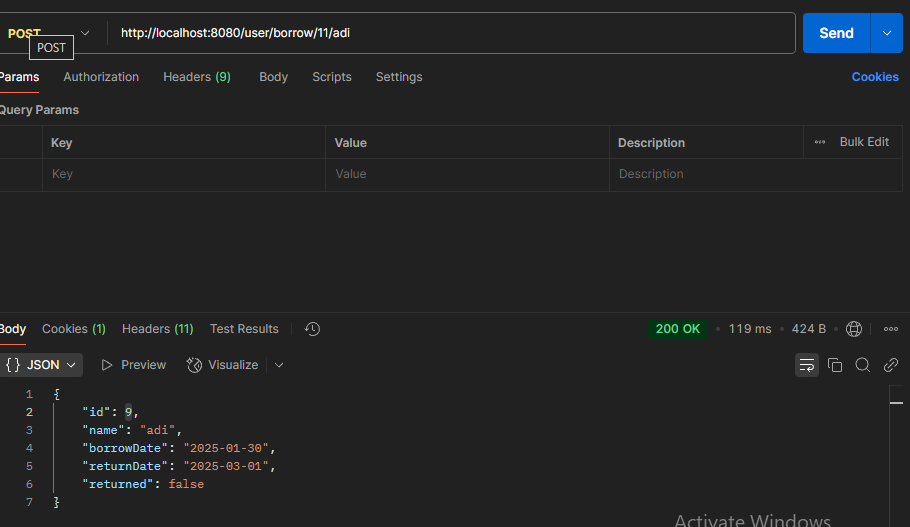 POST http://localhost:8080/user/borrow/11/adi Send
POST
Params Authorization Headers (9) Body Scripts Settings Cookies
Query Params
Key Value Description Bulk Edit
Key Value Description
Body Cookies (1) Headers (11) Test Results 200 OK 119 ms 424 B
{} JSON Preview Visualize
1 {
2 "id": 9,
3 "name": "adi",
4 "borrowDate": "2025-01-30",
5 "returnDate": "2025-03-01",
6 "returned": false
7 }
Activate Windows